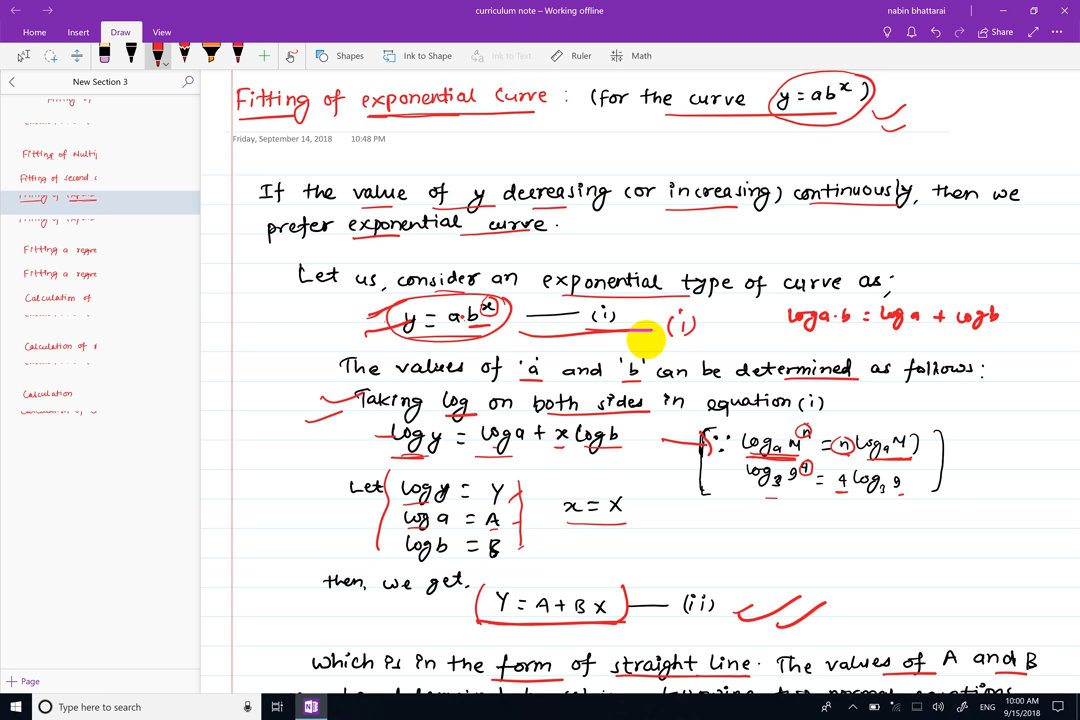 curriculum note – Working offline
nabin bhattarai
Home Insert Draw View
Share
Ink to Shape
Shapes
Ink to Text
Ruler
Math
New Section 3
Fitting of Multip
Fitting of second c
Fitting a regre
Fitting a regre
Calculation of
Calculation of
Calculation
Page
Fitting of exponential curve : (for the curve y = ab^x)
Friday, September 14, 2018 10:48 PM
If the value of y decreasing (or increasing) continuously, then we
prefer exponential curve.
Let us, consider an exponential type of curve as;
y = a.b^x —— (i) (i)
log a.b = log a + log b
The values of 'a' and 'b' can be determined as follows:
Taking log on both sides in equation (i)
log y = log a + x log b
[∵ log_a M^n = n log_a M)
log_3 9^4 = 4 log_3 9 ]
Let log y = Y
log a = A
log b = B
x = X
then, we get,
Y = A + B X —— (ii)
which is in the form of straight line. The values of A and B
Type here to search
ENG
10:00 AM
9/15/2018